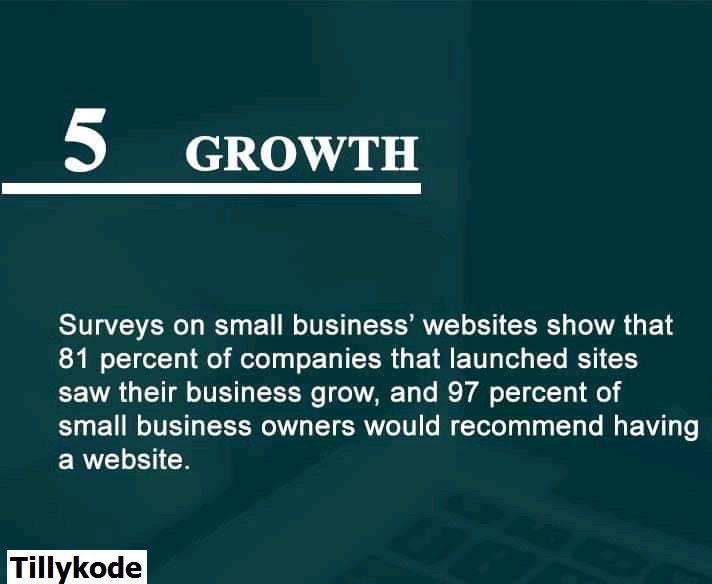 5 GROWTH
Surveys on small business’ websites show that
81 percent of companies that launched sites
saw their business grow, and 97 percent of
small business owners would recommend having
a website.
Tillykode